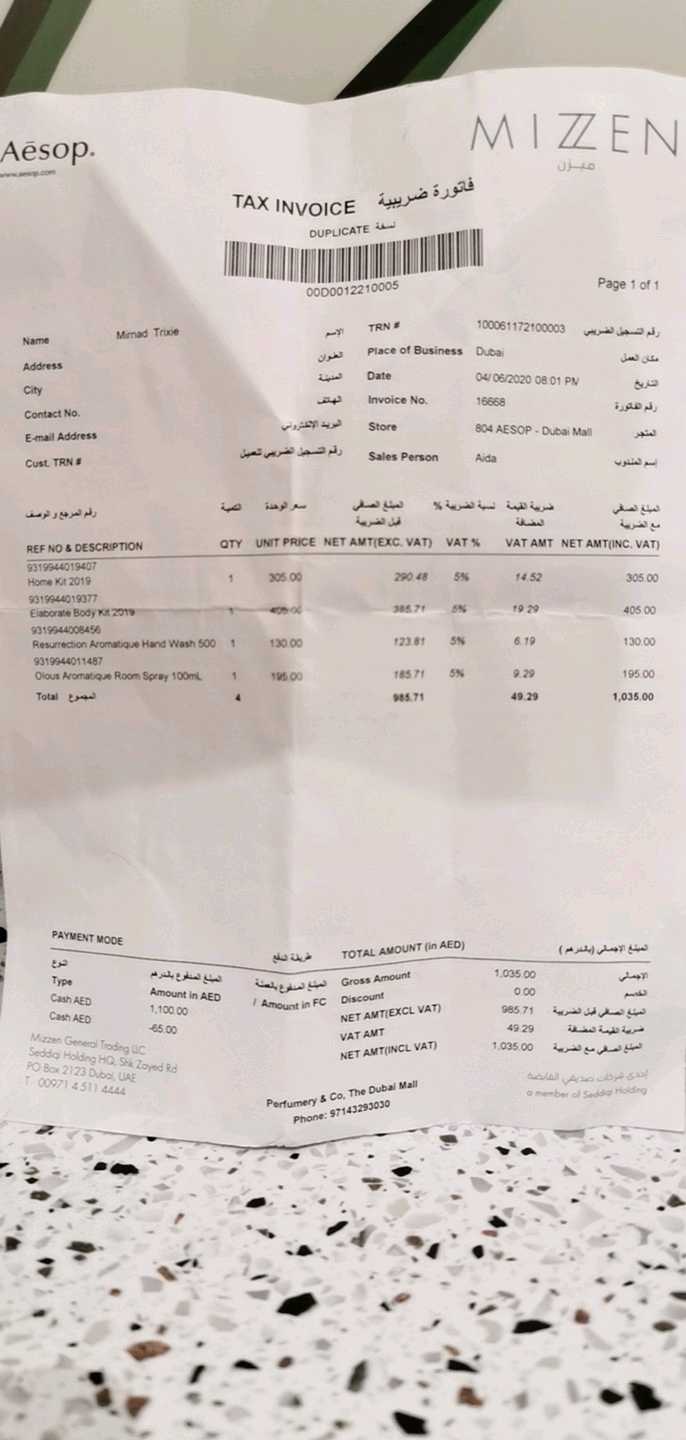 Aēsop.
www.aesop.com
MIZZEN
ميزن
TAX INVOICE فاتورة ضريبية
DUPLICATE نسخة
00D0012210005
Page 1 of 1
Name Mirnad Trixie الإسم
Address العنوان
City المدينة
Contact No. الهاتف
E-mail Address البريد الإلكتروني
Cust. TRN # رقم التسجيل الضريبي للعميل
TRN # 100061172100003 رقم التسجيل الضريبي
Place of Business Dubai مكان العمل
Date 04/06/2020 08:01 PM التاريخ
Invoice No. 16668 رقم الفاتورة
Store 804 AESOP - Dubai Mall المتجر
Sales Person Aida إسم المندوب
رقم المرجع و الوصف الكمية سعر الوحدة المبلغ الصافي قبل الضريبة نسبة الضريبة % ضريبة القيمة المضافة المبلغ الصافي مع الضريبة
REF NO & DESCRIPTION QTY UNIT PRICE NET AMT(EXC. VAT) VAT % VAT AMT NET AMT(INC. VAT)
9319944019407
Home Kit 2019 1 305.00 290.48 5% 14.52 305.00
9319944019377
Elaborate Body Kit 2019 1 405.00 385.71 5% 19.29 405.00
9319944008456
Resurrection Aromatique Hand Wash 500 1 130.00 123.81 5% 6.19 130.00
9319944011487
Olous Aromatique Room Spray 100mL 1 195.00 185.71 5% 9.29 195.00
Total المجموع 4 985.71 49.29 1,035.00
PAYMENT MODE طريقة الدفع
النوع المبلغ المدفوع بالدرهم المبلغ المدفوع بالعملة
Type Amount in AED / Amount in FC
Cash AED 1,100.00
Cash AED -65.00
TOTAL AMOUNT (in AED) المبلغ الإجمالي (بالدرهم )
Gross Amount 1,035.00 الإجمالي
Discount 0.00 الخصم
NET AMT(EXCL VAT) 985.71 المبلغ الصافي قبل الضريبة
VAT AMT 49.29 ضريبة القيمة المضافة
NET AMT(INCL VAT) 1,035.00 المبلغ الصافي مع الضريبة
Mizzen General Trading LLC
Seddiqi Holding HQ, Shk Zayed Rd
PO Box 2123 Dubai, UAE
T : 00971 4 511 4444
Perfumery & Co, The Dubai Mall
Phone: 97143293030
إحدى شركات صديقي القابضة
a member of Seddiqi Holding